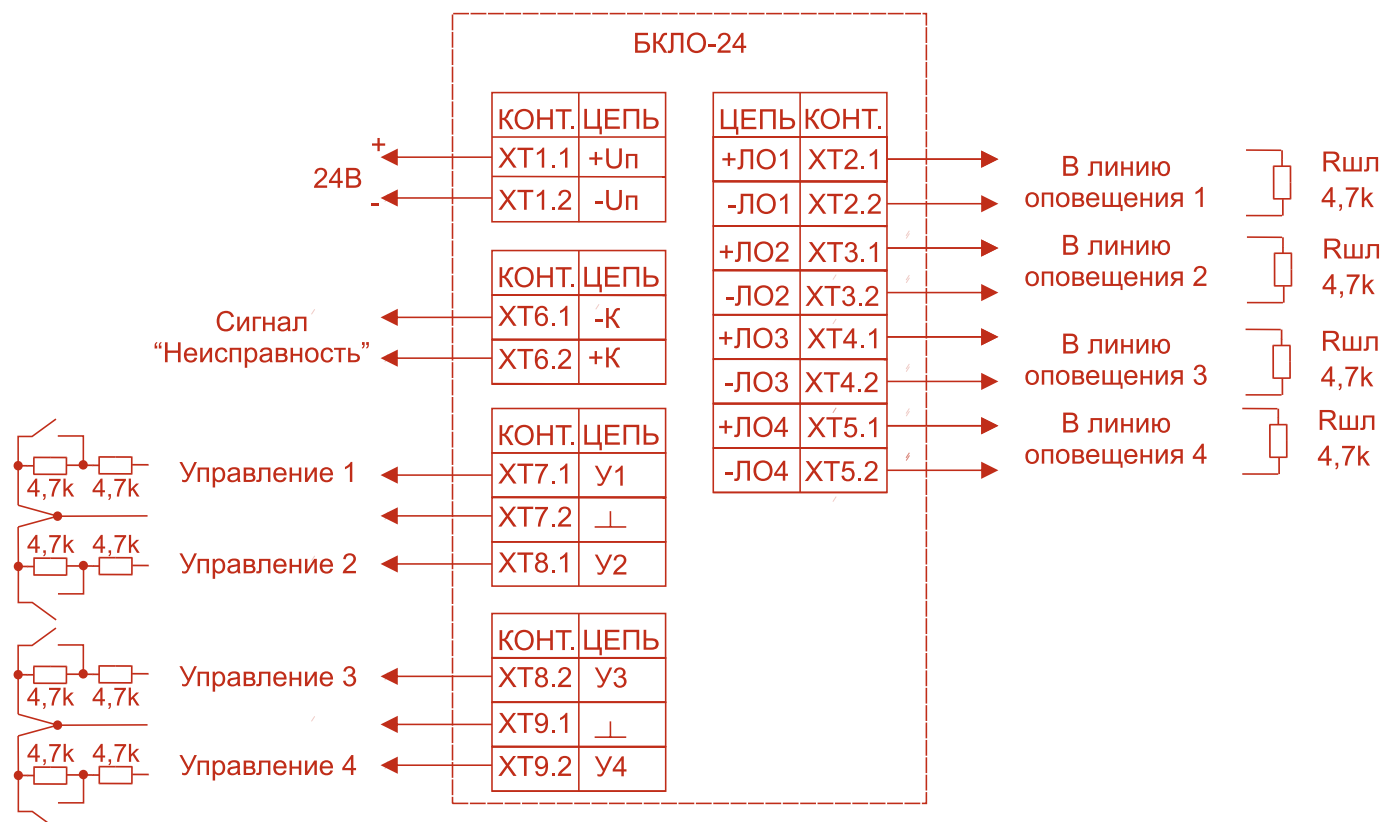 БКЛО-24
КОНТ. ЦЕПЬ
XT1.1 +Uп
XT1.2 -Uп
+
24В
-
КОНТ. ЦЕПЬ
XT6.1 -К
XT6.2 +К
Сигнал
“Неисправность”
КОНТ. ЦЕПЬ
XT7.1 У1
XT7.2 ⊥
XT8.1 У2
Управление 1
Управление 2
4,7k 4,7k
4,7k 4,7k
КОНТ. ЦЕПЬ
XT8.2 У3
XT9.1 ⊥
XT9.2 У4
Управление 3
Управление 4
4,7k 4,7k
4,7k 4,7k
ЦЕПЬ КОНТ.
+ЛО1 XT2.1
-ЛО1 XT2.2
+ЛО2 XT3.1
-ЛО2 XT3.2
+ЛО3 XT4.1
-ЛО3 XT4.2
+ЛО4 XT5.1
-ЛО4 XT5.2
В линию
оповещения 1
Rшл
4,7k
В линию
оповещения 2
Rшл
4,7k
В линию
оповещения 3
Rшл
4,7k
В линию
оповещения 4
Rшл
4,7k